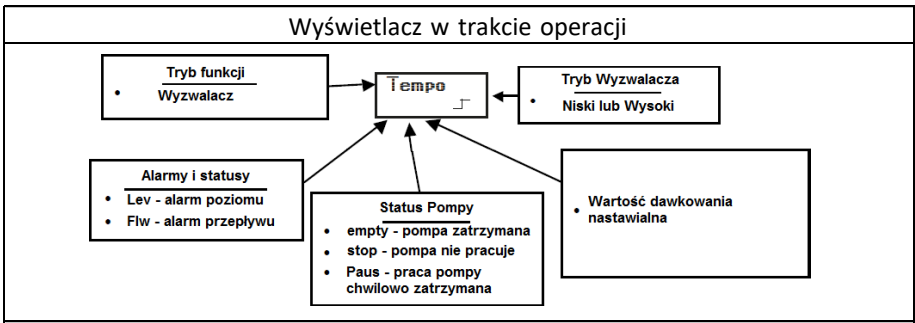 Wyświetlacz w trakcie operacji
Tryb funkcji
• Wyzwalacz
Tempo
Tryb Wyzwalacza
• Niski lub Wysoki
Alarmy i statusy
• Lev - alarm poziomu
• Flw - alarm przepływu
Status Pompy
• empty - pompa zatrzymana
• stop - pompa nie pracuje
• Paus - praca pompy
chwilowo zatrzymana
• Wartość dawkowania
nastawialna